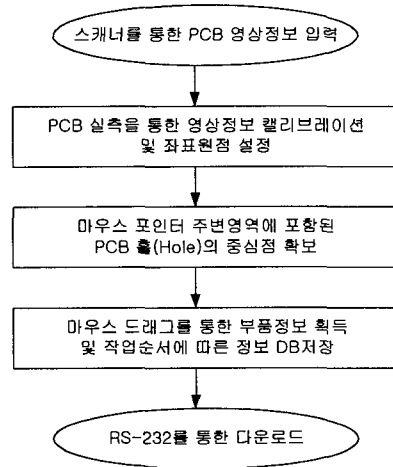 스캐너를 통한 PCB 영상정보 입력
PCB 실측을 통한 영상정보 캘리브레이션
및 좌표원점 설정
마우스 포인터 주변영역에 포함된
PCB 홀(Hole)의 중심점 확보
마우스 드래그를 통한 부품정보 획득
및 작업순서에 따른 정보 DB저장
RS-232를 통한 다운로드